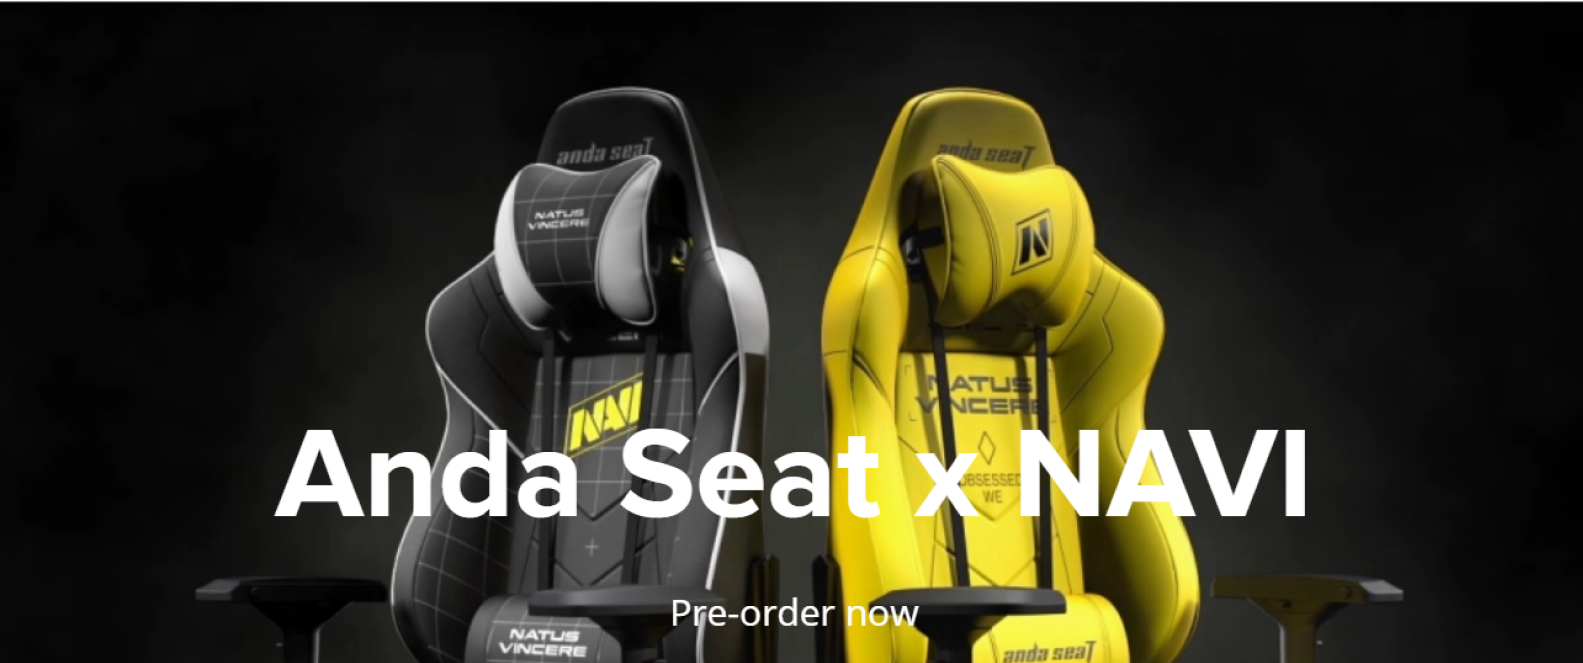 anda seat
anda seat
NATUS
VINCERE
N
NAVI
NATUS
VINCERE
Anda Seat x NAVI
OBSESSED
WE
Pre-order now
NATUS
VINCERE
anda seat